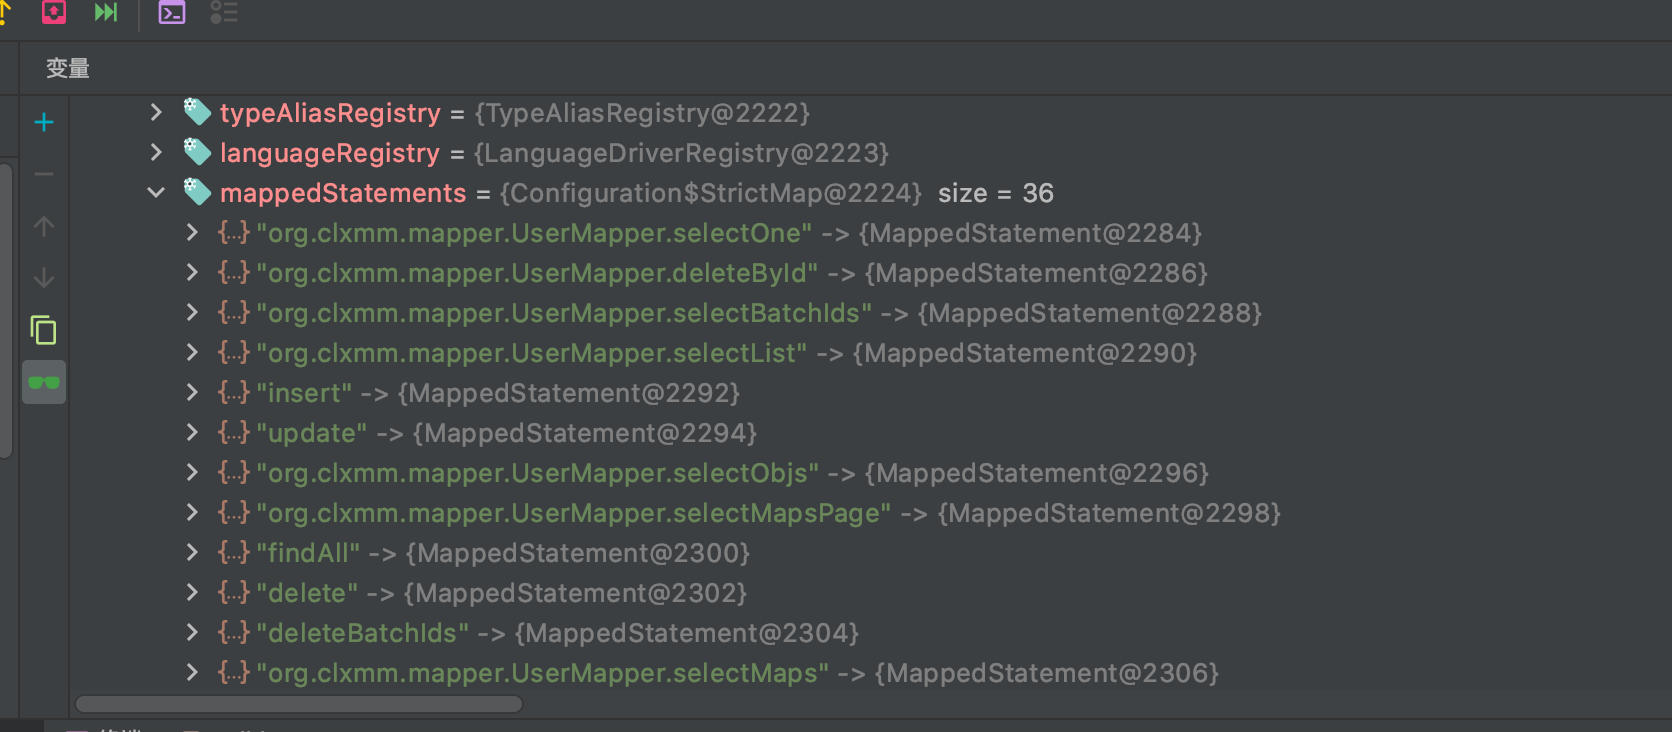 变量
typeAliasRegistry = {TypeAliasRegistry@2222}
languageRegistry = {LanguageDriverRegistry@2223}
mappedStatements = {Configuration$StrictMap@2224} size = 36
{...} "org.clxmm.mapper.UserMapper.selectOne" -> {MappedStatement@2284}
{...} "org.clxmm.mapper.UserMapper.deleteById" -> {MappedStatement@2286}
{...} "org.clxmm.mapper.UserMapper.selectBatchIds" -> {MappedStatement@2288}
{...} "org.clxmm.mapper.UserMapper.selectList" -> {MappedStatement@2290}
{...} "insert" -> {MappedStatement@2292}
{...} "update" -> {MappedStatement@2294}
{...} "org.clxmm.mapper.UserMapper.selectObjs" -> {MappedStatement@2296}
{...} "org.clxmm.mapper.UserMapper.selectMapsPage" -> {MappedStatement@2298}
{...} "findAll" -> {MappedStatement@2300}
{...} "delete" -> {MappedStatement@2302}
{...} "deleteBatchIds" -> {MappedStatement@2304}
{...} "org.clxmm.mapper.UserMapper.selectMaps" -> {MappedStatement@2306}